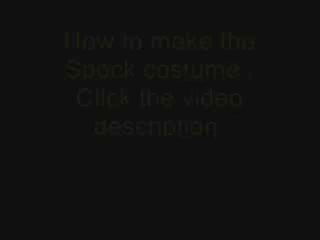 How to make the
Spock costume.
Click the video
description